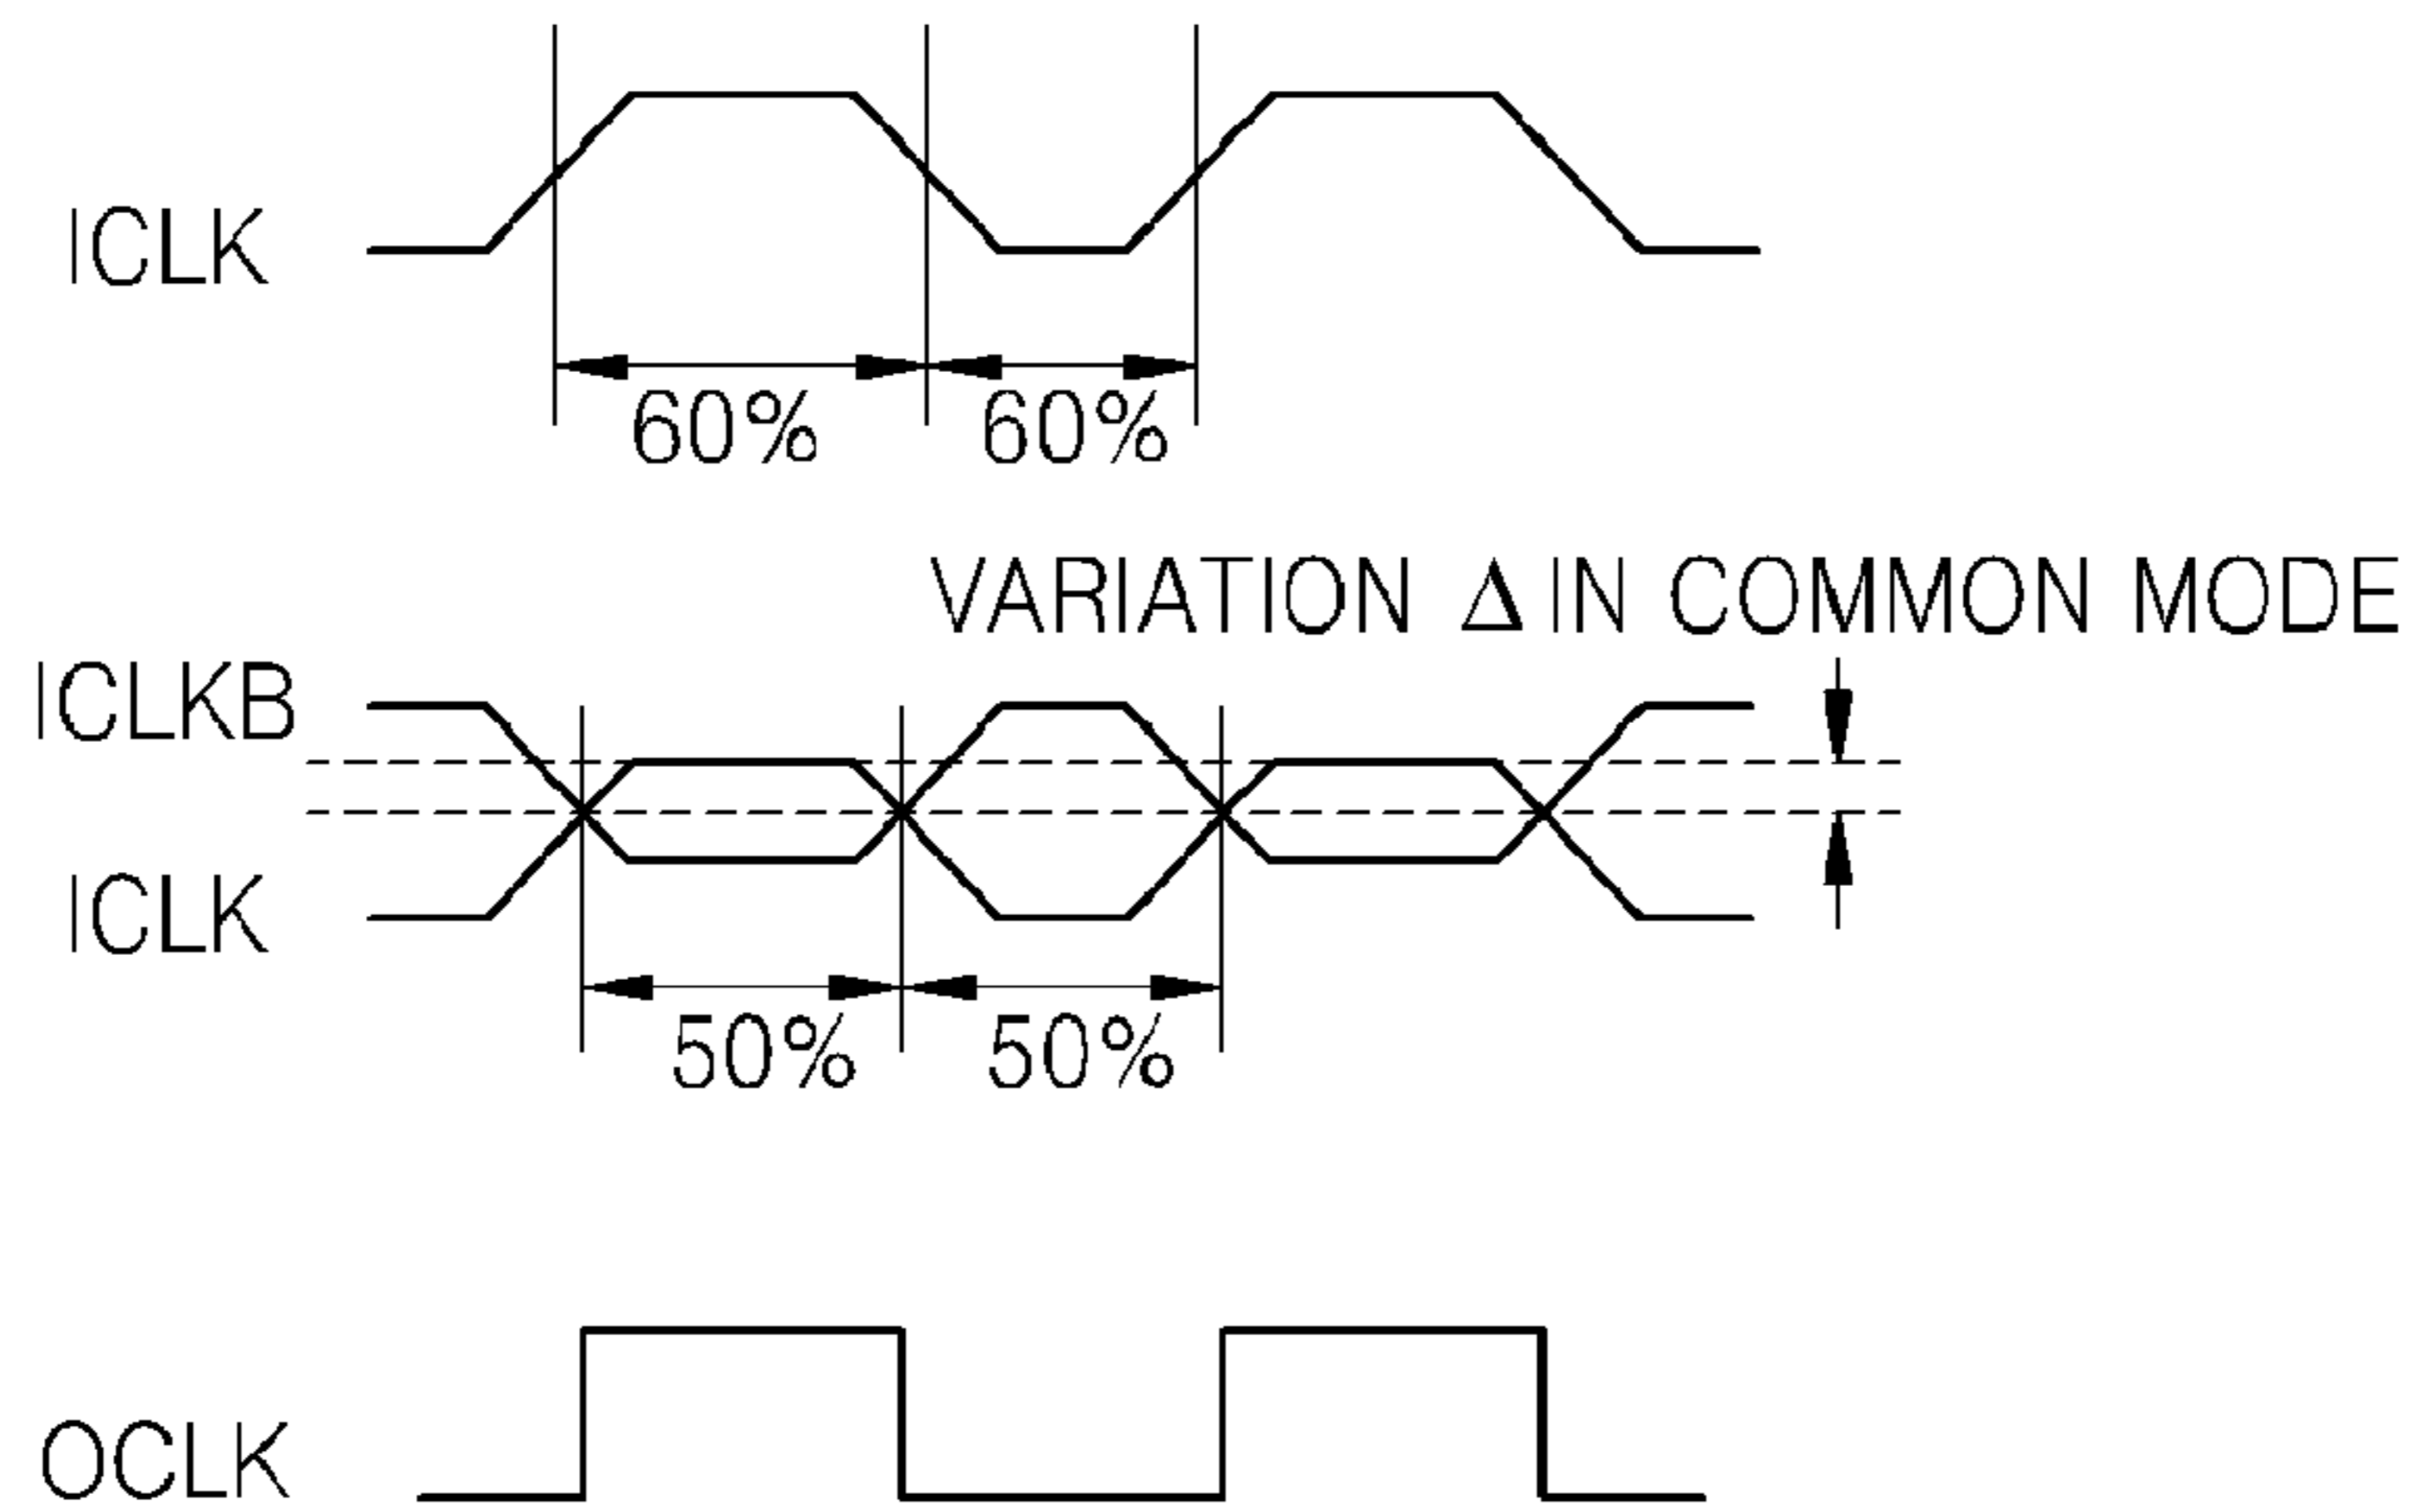 ICLK
60% 60%
VARIATION Δ IN COMMON MODE
ICLKB
ICLK
50% 50%
OCLK